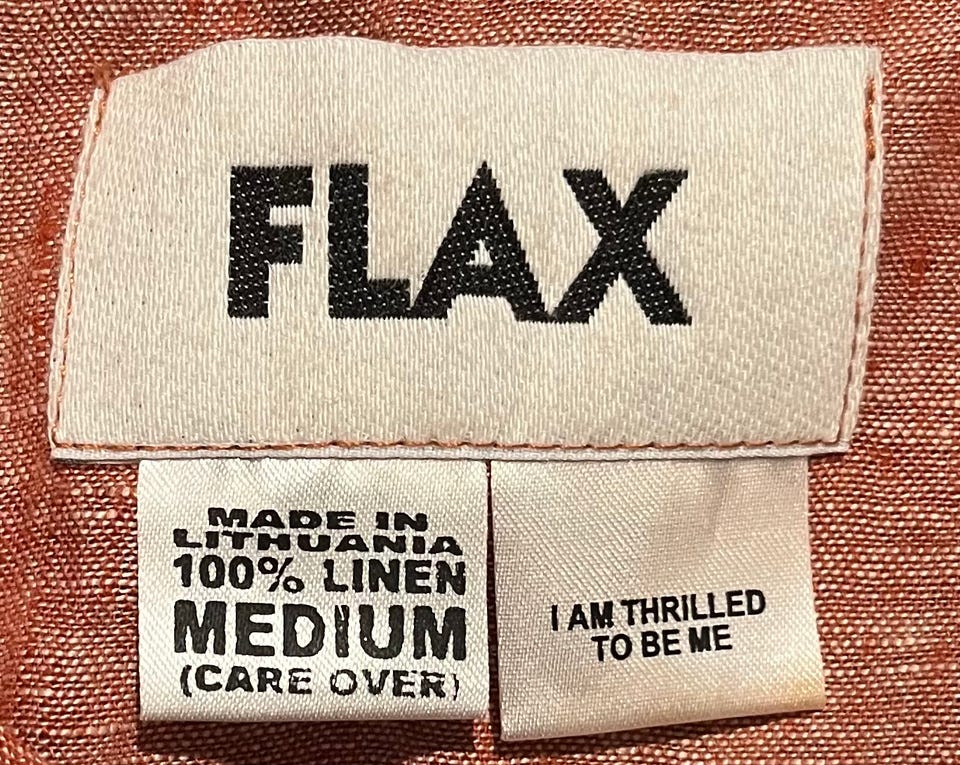 FLAX
MADE IN
LITHUANIA
100% LINEN
MEDIUM
(CARE OVER)
I AM THRILLED
TO BE ME